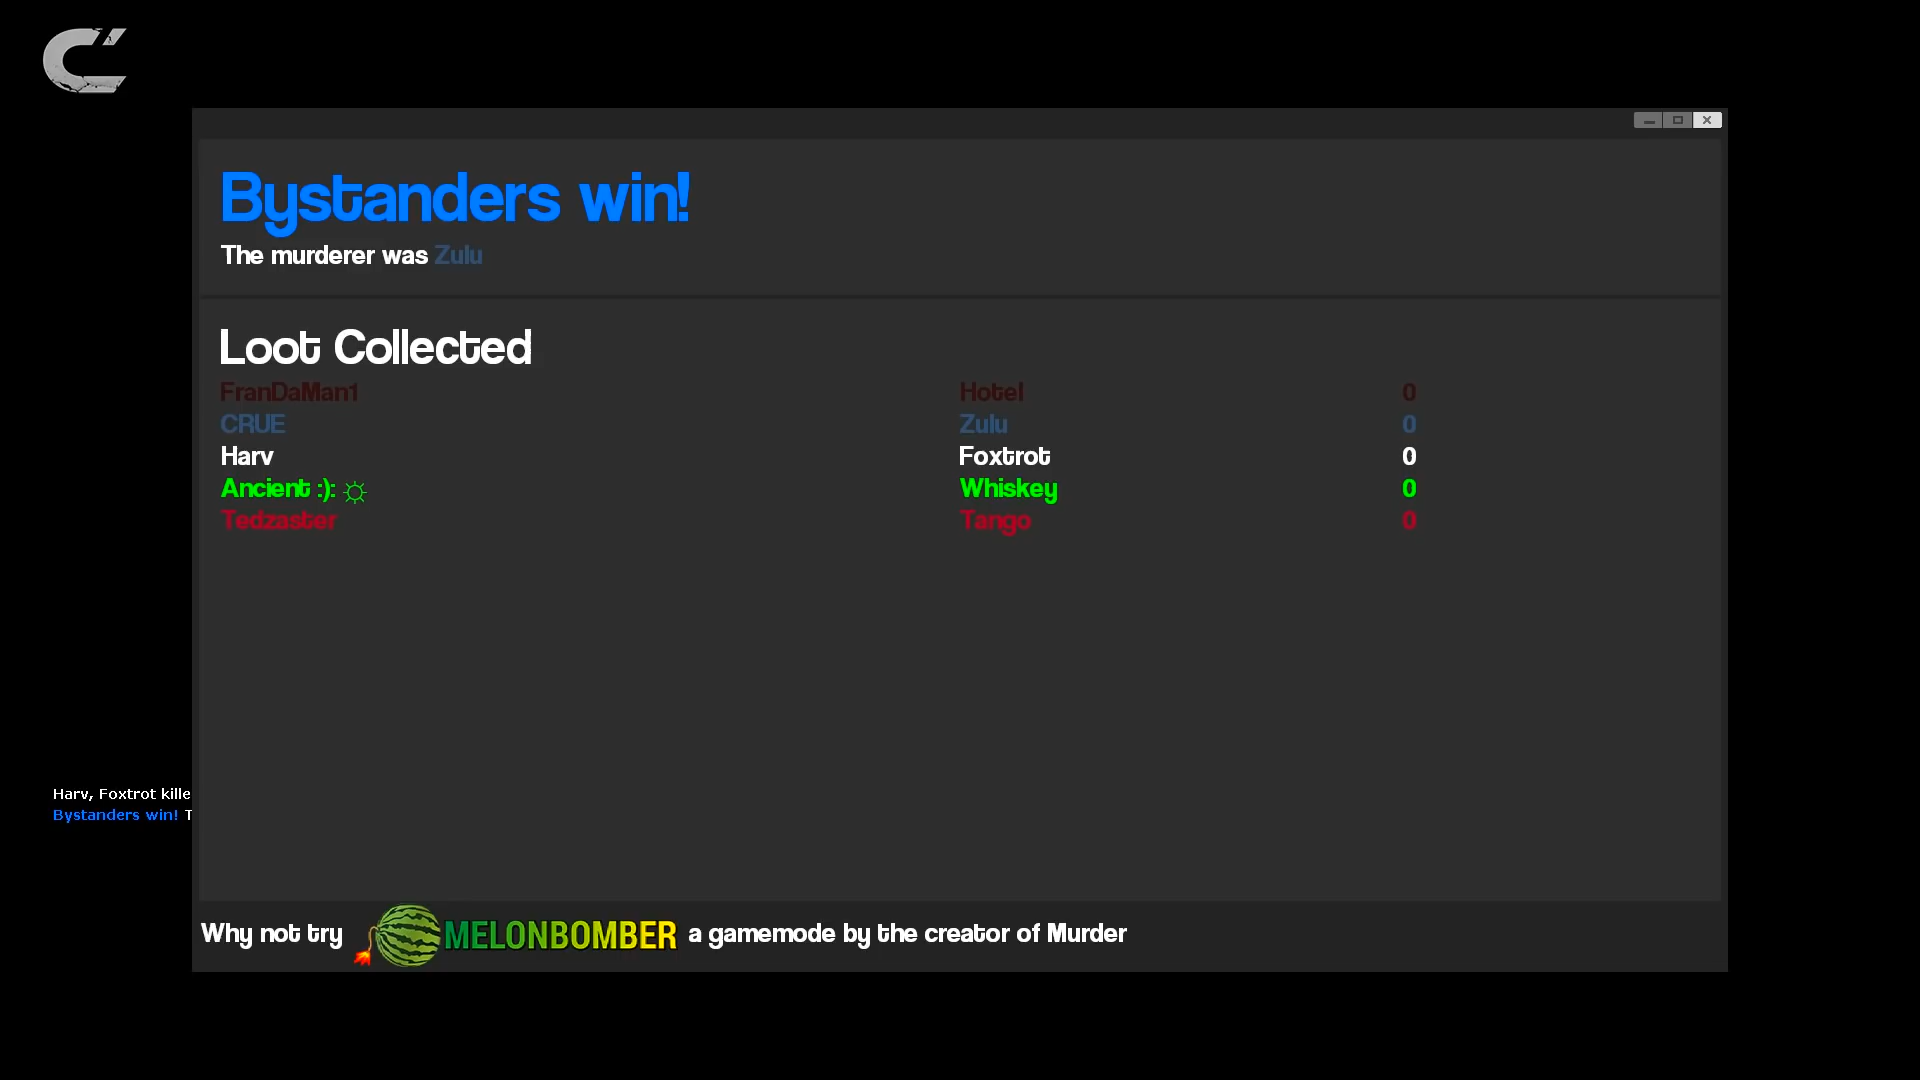 Bystanders win!
The murderer was Zulu
Loot Collected
FranDaMan1 Hotel 0
CRUE Zulu 0
Harv Foxtrot 0
Ancient :): ☼ Whiskey 0
Tedzaster Tango 0
Harv, Foxtrot kille
Bystanders win! T
Why not try MELONBOMBER a gamemode by the creator of Murder